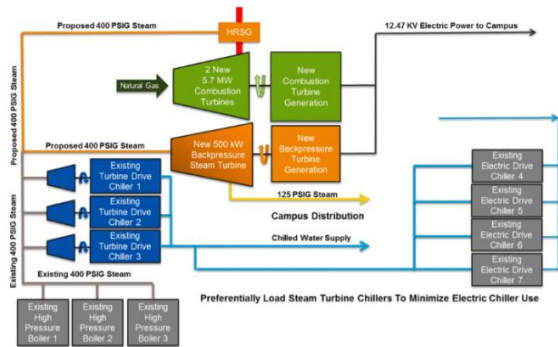 Proposed 400 PSIG Steam
HRSG
12.47 KV Electric Power to Campus
Natural Gas
2 New
5.7 MW
Combustion
Turbines
New
Combustion
Turbine
Generation
Proposed 400 PSIG Steam
Proposed 400 PSIG Steam
New 500 kW
Backpressure
Steam Turbine
New
Backpressure
Turbine
Generation
Existing
Turbine Drive
Chiller 1
Existing
Turbine Drive
Chiller 2
Existing
Turbine Drive
Chiller 3
125 PSIG Steam
Campus Distribution
Chilled Water Supply
Existing
Electric Drive
Chiller 4
Existing
Electric Drive
Chiller 5
Existing
Electric Drive
Chiller 6
Existing
Electric Drive
Chiller 7
Existing 400 PSIG Steam
Existing 400 PSIG Steam
Preferentially Load Steam Turbine Chillers To Minimize Electric Chiller Use
Existing
High
Pressure
Boiler 1
Existing
High
Pressure
Boiler 2
Existing
High
Pressure
Boiler 3